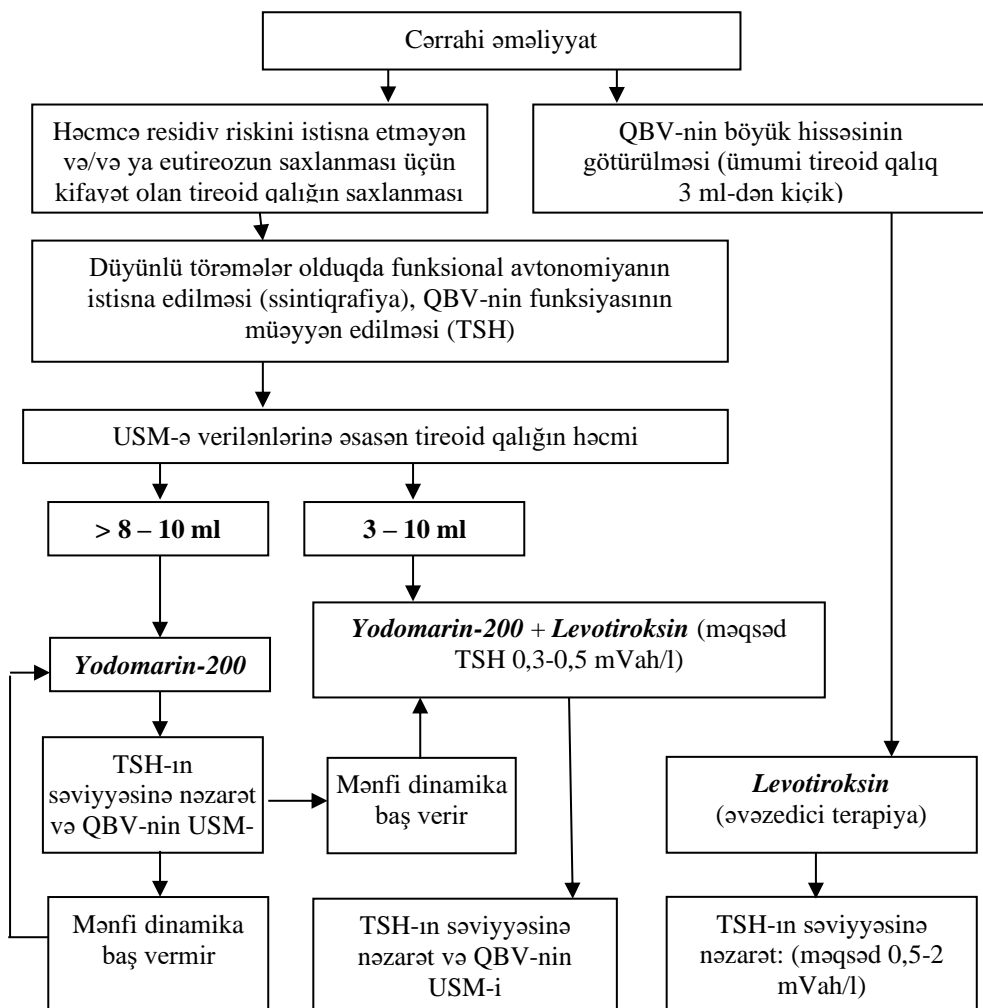 Cərrahi əməliyyat
Həcmcə residiv riskini istisna etməyən
və/və ya eutireozun saxlanması üçün
kifayət olan tireoid qalığın saxlanması
QBV-nin böyük hissəsinin
götürülməsi (ümumi tireoid qalıq
3 ml-dən kiçik)
Düyünlü törəmələr olduqda funksional avtonomiyanın
istisna edilməsi (ssintiqrafiya), QBV-nin funksiyasının
müəyyən edilməsi (TSH)
USM-ə verilənlərinə əsasən tireoid qalığın həcmi
> 8 – 10 ml
3 – 10 ml
Yodomarin-200 + Levotiroksin (məqsəd
TSH 0,3-0,5 mVah/l)
Yodomarin-200
TSH-ın
səviyyəsinə nəzarət
və QBV-nin USM-
Mənfi dinamika
baş verir
Levotiroksin
(əvəzedici terapiya)
Mənfi dinamika
baş vermir
TSH-ın səviyyəsinə
nəzarət və QBV-nin
USM-i
TSH-ın səviyyəsinə
nəzarət: (məqsəd 0,5-2
mVah/l)